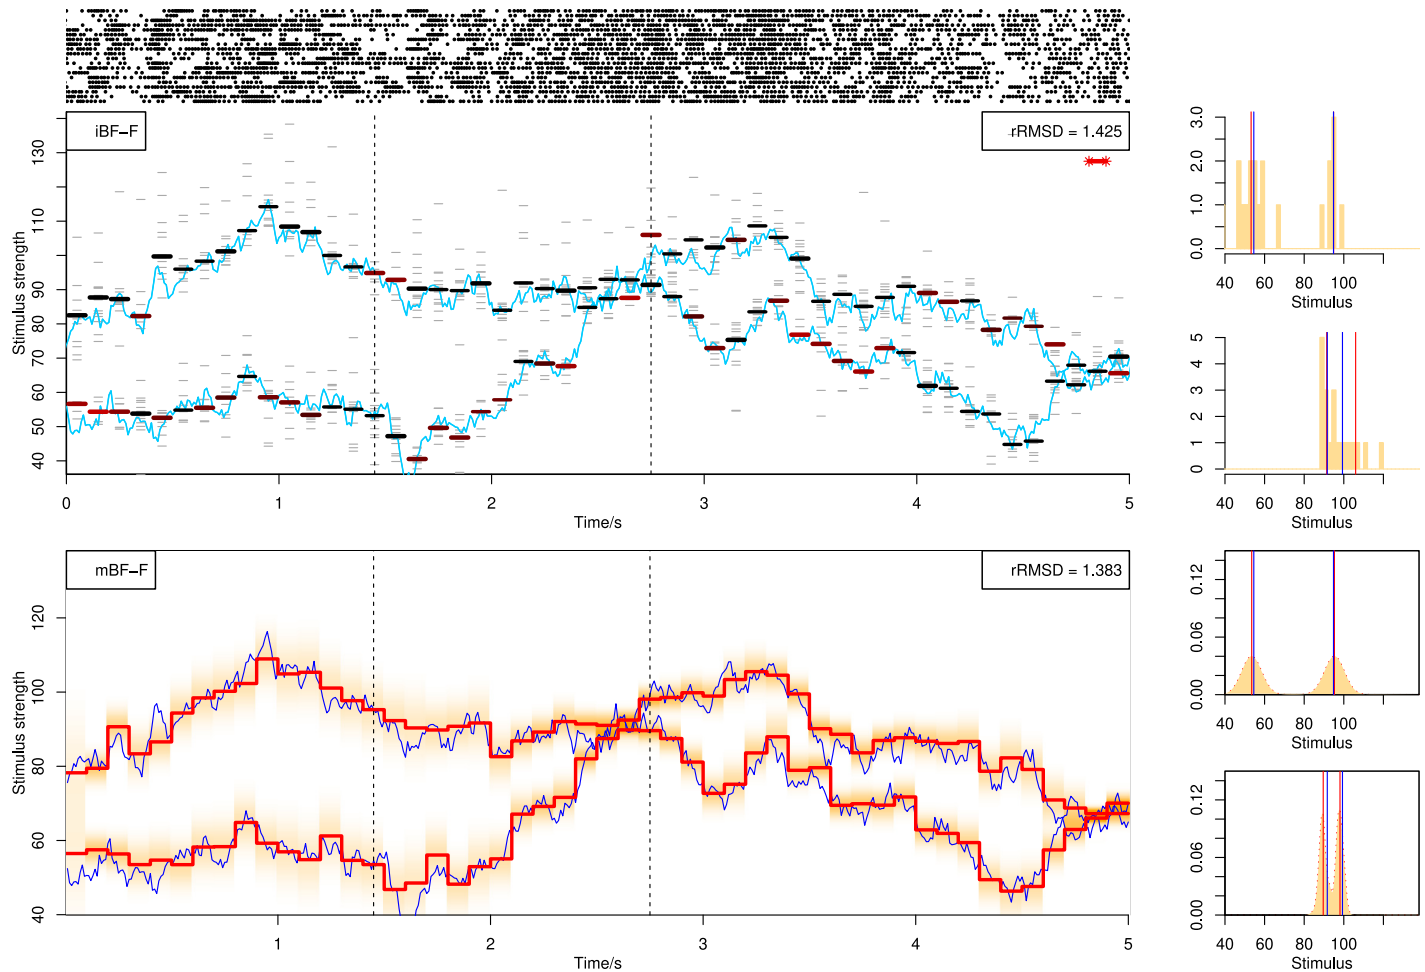 iBF−F
rRMSD = 1.425
Stimulus strength
130
110
90
80
70
60
50
40
0 1 2 3 4 5
Time/s
mBF−F
rRMSD = 1.383
Stimulus strength
120
100
80
60
40
1 2 3 4 5
Time/s
3.0
2.0
1.0
0.0
40 60 80 100
Stimulus
5
4
3
2
1
0
40 60 80 100
Stimulus
0.12
0.06
0.00
40 60 80 100
Stimulus
0.12
0.06
0.00
40 60 80 100
Stimulus